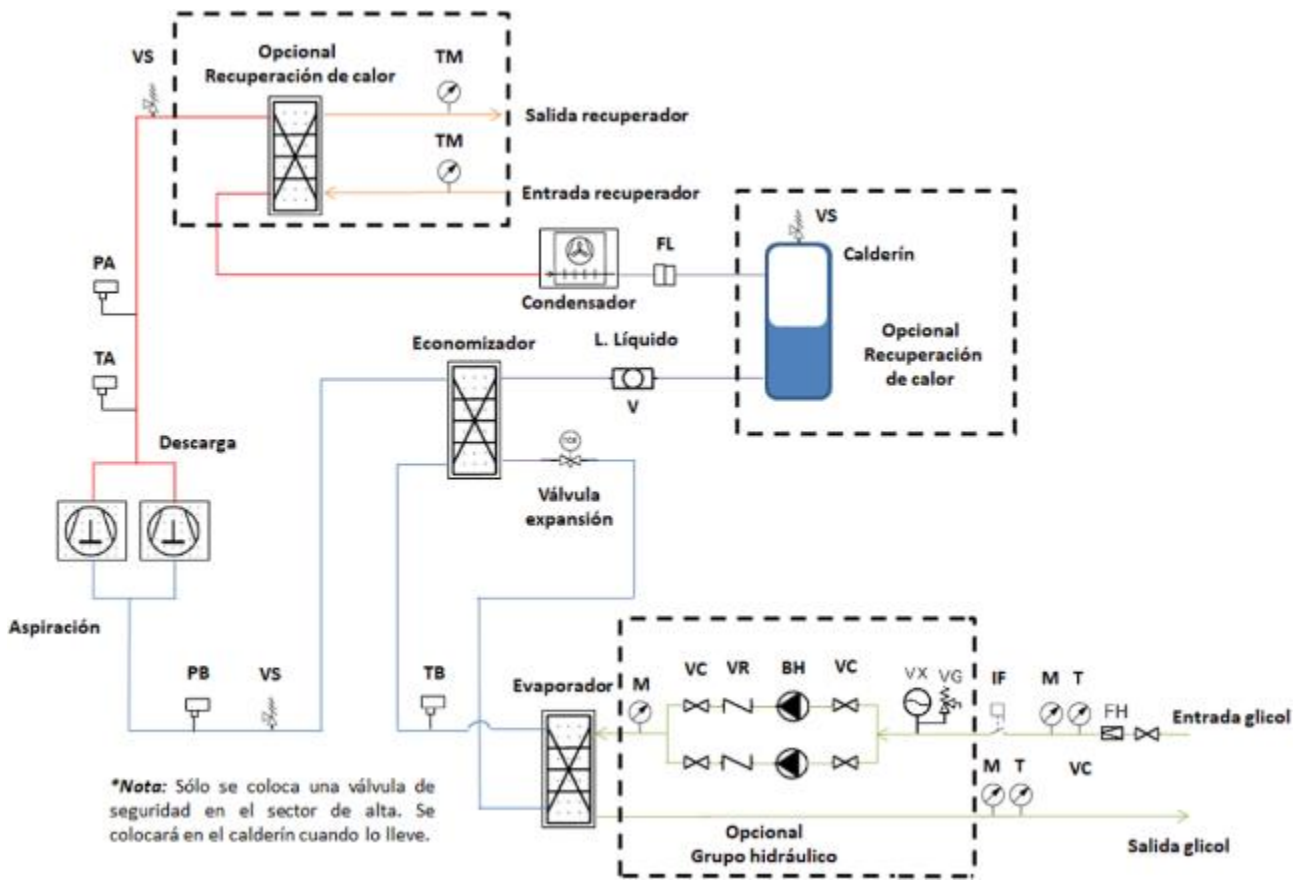 Opcional
Recuperación de calor
VS
TM
Salida recuperador
TM
Entrada recuperador
VS
Calderín
FL
Condensador
PA
Opcional
Recuperación
de calor
Economizador
L. Líquido
V
TA
Descarga
Válvula
expansión
Aspiración
PB
VS
TB
Evaporador
M
VC
VR
BH
VC
VX
VG
IF
M
T
FH
Entrada glicol
M
T
VC
*Nota: Sólo se coloca una válvula de
seguridad en el sector de alta. Se
colocará en el calderín cuando lo lleve.
Opcional
Grupo hidráulico
Salida glicol